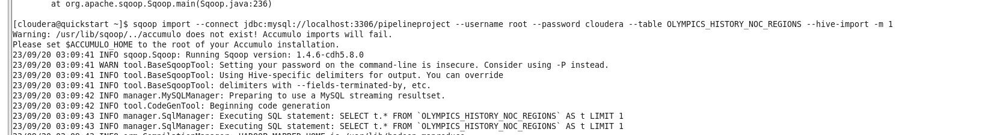 at org.apache.sqoop.Sqoop.main(Sqoop.java:236)
[cloudera@quickstart ~]$ sqoop import --connect jdbc:mysql://localhost:3306/pipelineproject --username root --password cloudera --table OLYMPICS_HISTORY_NOC_REGIONS --hive-import -m 1
Warning: /usr/lib/sqoop/../accumulo does not exist! Accumulo imports will fail.
Please set $ACCUMULO_HOME to the root of your Accumulo installation.
23/09/20 03:09:41 INFO sqoop.Sqoop: Running Sqoop version: 1.4.6-cdh5.8.0
23/09/20 03:09:41 WARN tool.BaseSqoopTool: Setting your password on the command-line is insecure. Consider using -P instead.
23/09/20 03:09:41 INFO tool.BaseSqoopTool: Using Hive-specific delimiters for output. You can override
23/09/20 03:09:41 INFO tool.BaseSqoopTool: delimiters with --fields-terminated-by, etc.
23/09/20 03:09:42 INFO manager.MySQLManager: Preparing to use a MySQL streaming resultset.
23/09/20 03:09:42 INFO tool.CodeGenTool: Beginning code generation
23/09/20 03:09:43 INFO manager.SqlManager: Executing SQL statement: SELECT t.* FROM `OLYMPICS_HISTORY_NOC_REGIONS` AS t LIMIT 1
23/09/20 03:09:43 INFO manager.SqlManager: Executing SQL statement: SELECT t.* FROM `OLYMPICS_HISTORY_NOC_REGIONS` AS t LIMIT 1